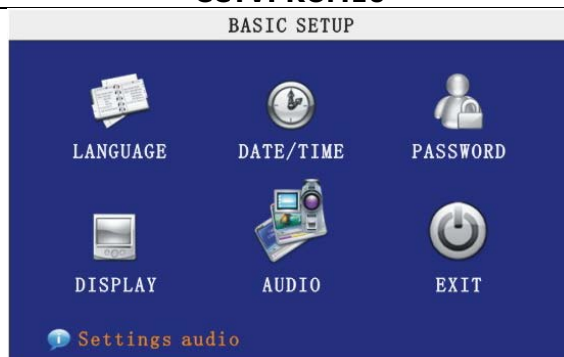 BASIC SETUP
LANGUAGE DATE/TIME PASSWORD
DISPLAY AUDIO EXIT
Settings audio